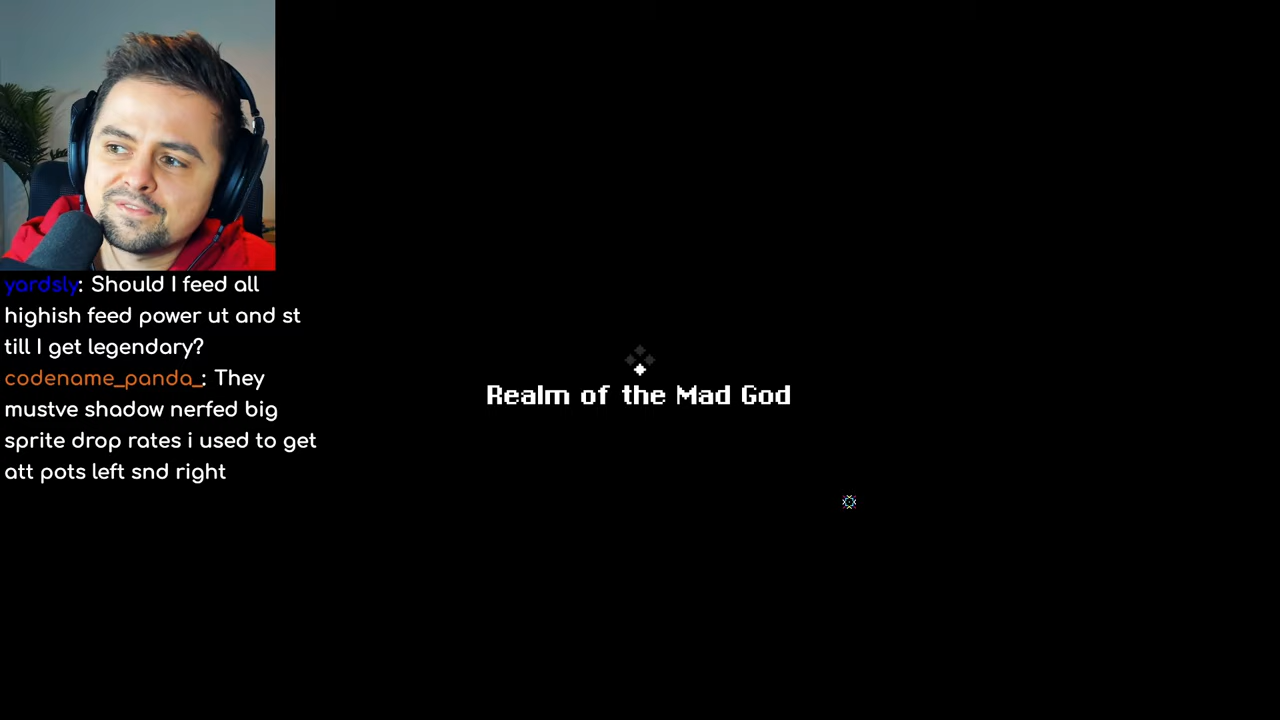 yardsly: Should I feed all
highish feed power ut and st
till I get legendary?
codename_panda_: They
mustve shadow nerfed big
sprite drop rates i used to get
att pots left snd right
Realm of the Mad God